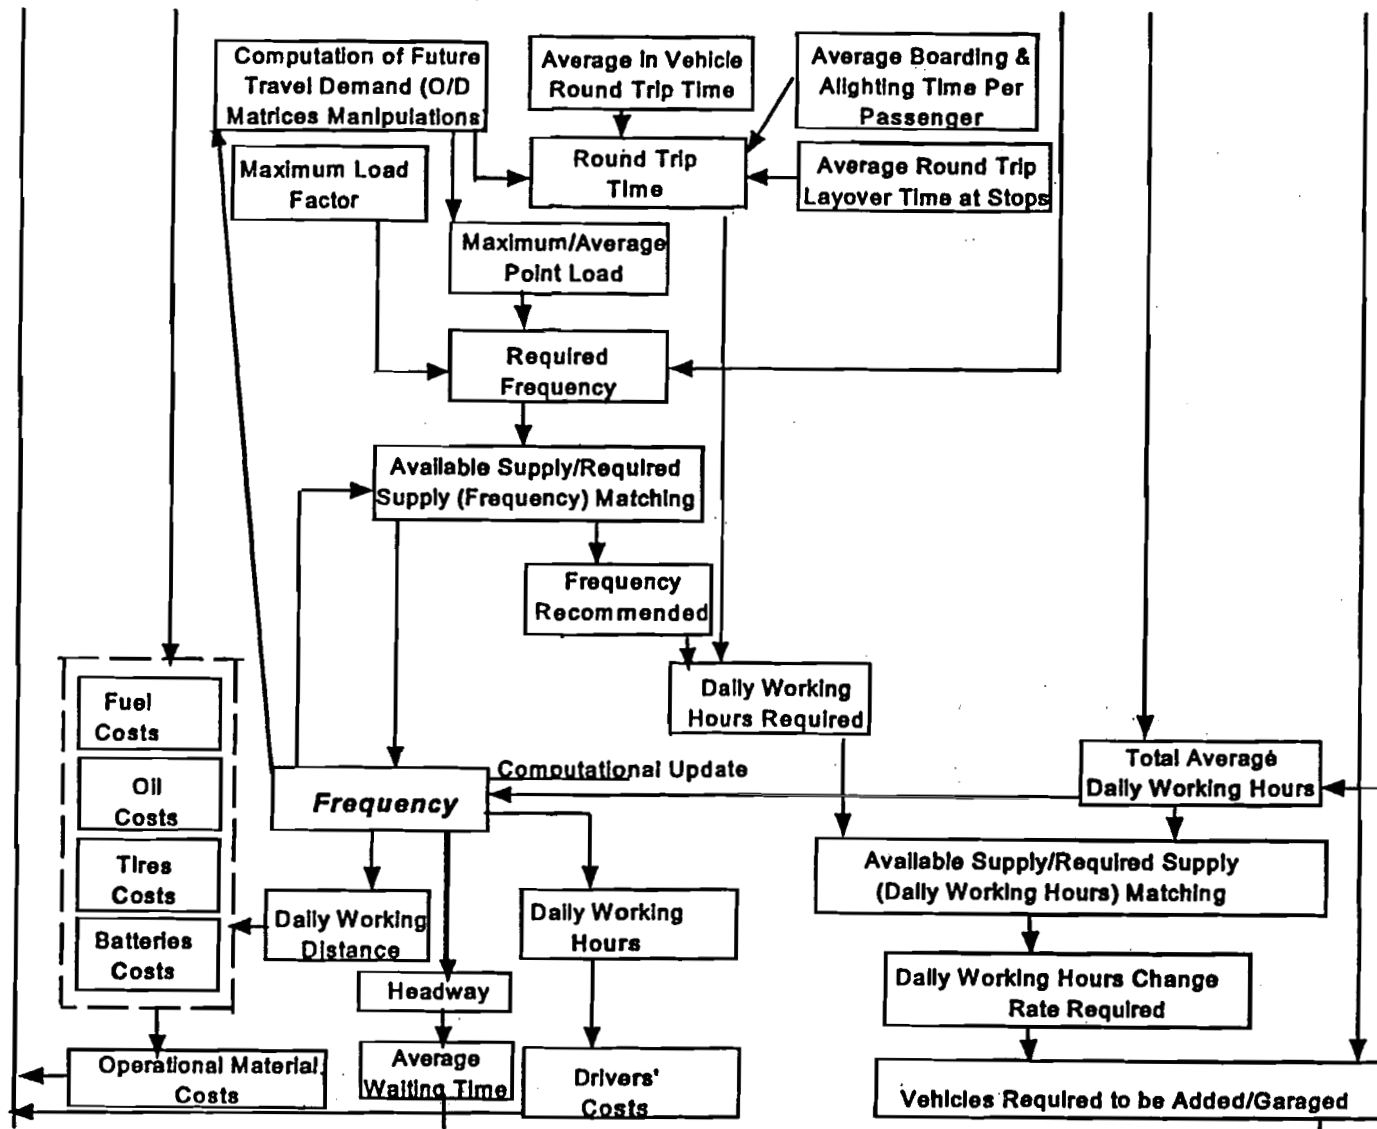 Computation of Future
Travel Demand (O/D
Matrices Manipulations
Average in Vehicle
Round Trip Time
Average Boarding &
Alighting Time Per
Passenger
Maximum Load
Factor
Round Trip
Time
Average Round Trip
Layover Time at Stops
Maximum/Average
Point Load
Required
Frequency
Available Supply/Required
Supply (Frequency) Matching
Frequency
Recommended
Daily Working
Hours Required
Fuel
Costs
Oil
Costs
Tires
Costs
Batteries
Costs
Frequency
Computational Update
Total Average
Daily Working Hours
Available Supply/Required Supply
(Daily Working Hours) Matching
Daily Working
Distance
Daily Working
Hours
Headway
Daily Working Hours Change
Rate Required
Operational Material
Costs
Average
Waiting Time
Drivers'
Costs
Vehicles Required to be Added/Garaged